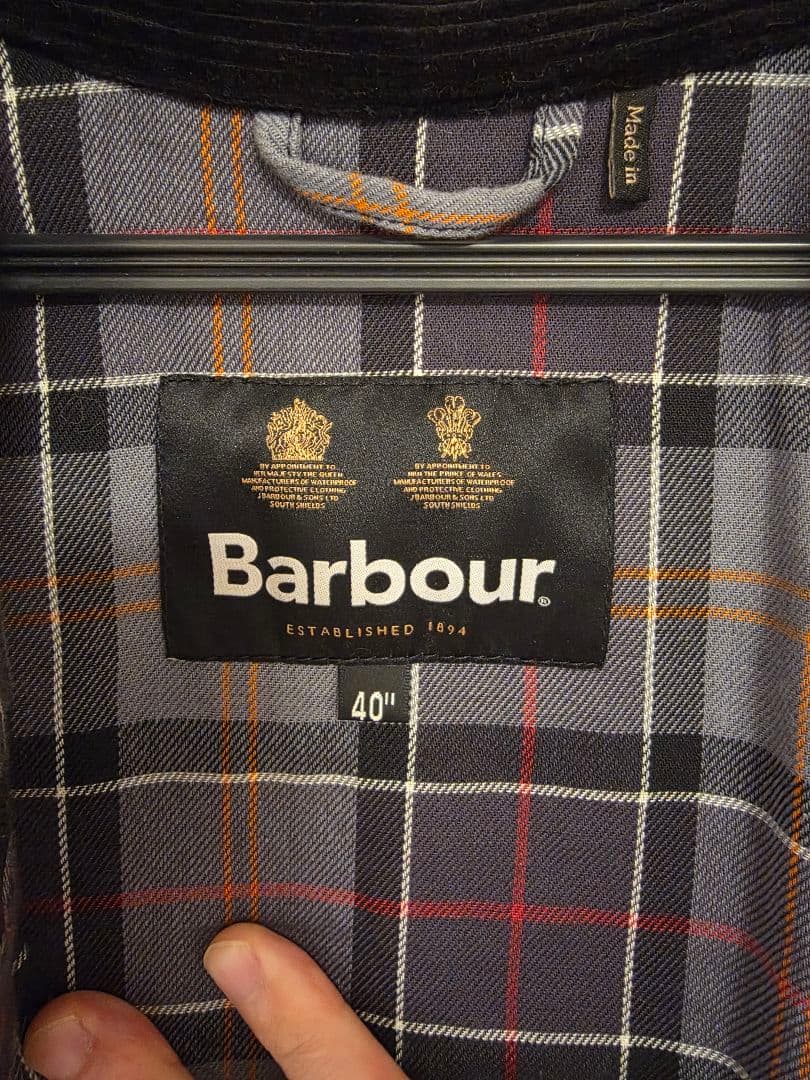 Made in
BY APPOINTMENT TO
HER MAJESTY THE QUEEN
MANUFACTURERS OF WATERPROOF
AND PROTECTIVE CLOTHING
J BARBOUR & SONS LTD
SOUTH SHIELDS
BY APPOINTMENT TO
HRH THE PRINCE OF WALES
MANUFACTURERS OF WATERPROOF
AND PROTECTIVE CLOTHING
J BARBOUR & SONS LTD
SOUTH SHIELDS
Barbour®
ESTABLISHED 1894
40"